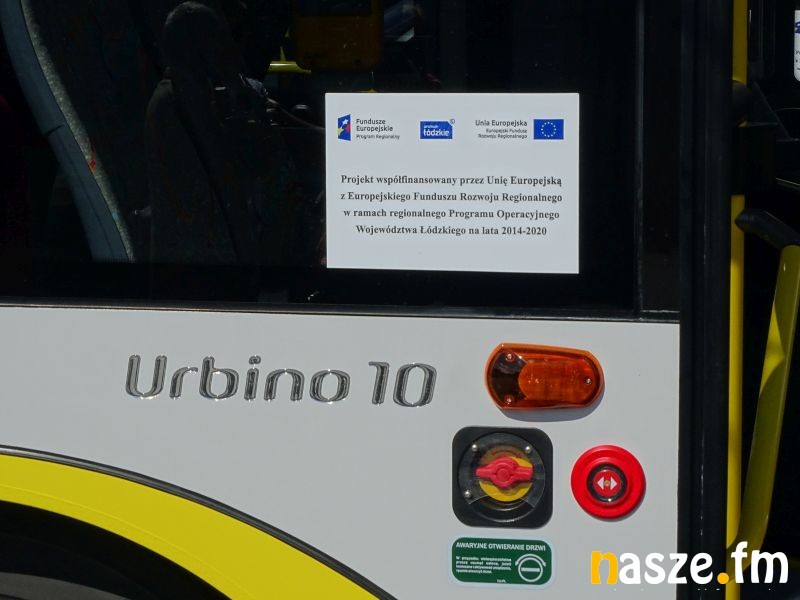 Fundusze
Europejskie
Program Regionalny
łódzkie
Unia Europejska
Europejski Fundusz
Rozwoju Regionalnego
Projekt współfinansowany przez Unię Europejską
z Europejskiego Funduszu Rozwoju Regionalnego
w ramach regionalnego Programu Operacyjnego
Województwa Łódzkiego na lata 2014-2020
Urbino 10
AWARYJNE OTWIERANIE DRZWI
nasze.fm